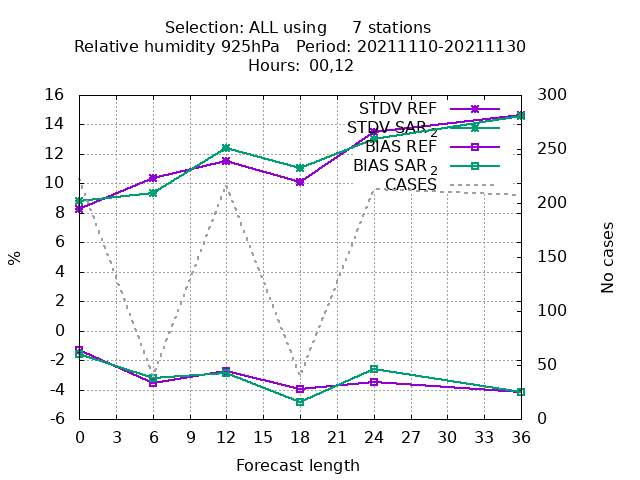 Selection: ALL using     7 stations
Relative humidity 925hPa   Period: 20211110-20211130
Hours: 00,12
16
14
12
10
8
6
4
2
0
-2
-4
-6
%
300
250
200
150
100
50
0
No cases
STDV REF
STDV SAR2
BIAS REF
BIAS SAR2
CASES
0 3 6 9 12 15 18 21 24 27 30 33 36
Forecast length